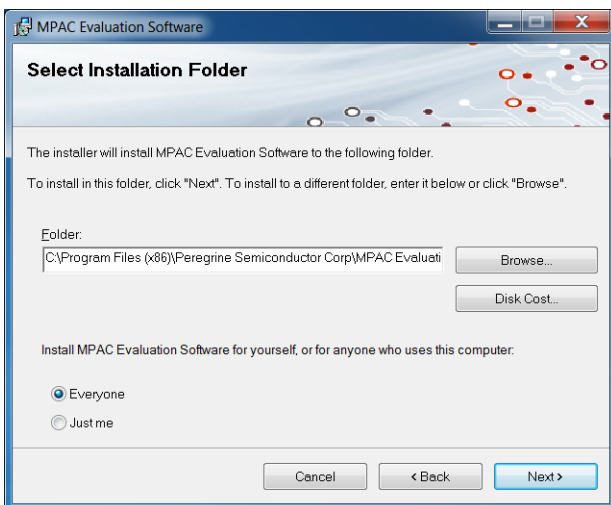 MPAC Evaluation Software
Select Installation Folder
The installer will install MPAC Evaluation Software to the following folder.
To install in this folder, click "Next". To install to a different folder, enter it below or click "Browse".
Folder:
C:\Program Files (x86)\Peregrine Semiconductor Corp\MPAC Evaluati
Browse...
Disk Cost...
Install MPAC Evaluation Software for yourself, or for anyone who uses this computer:
Everyone
Just me
Cancel
< Back
Next >